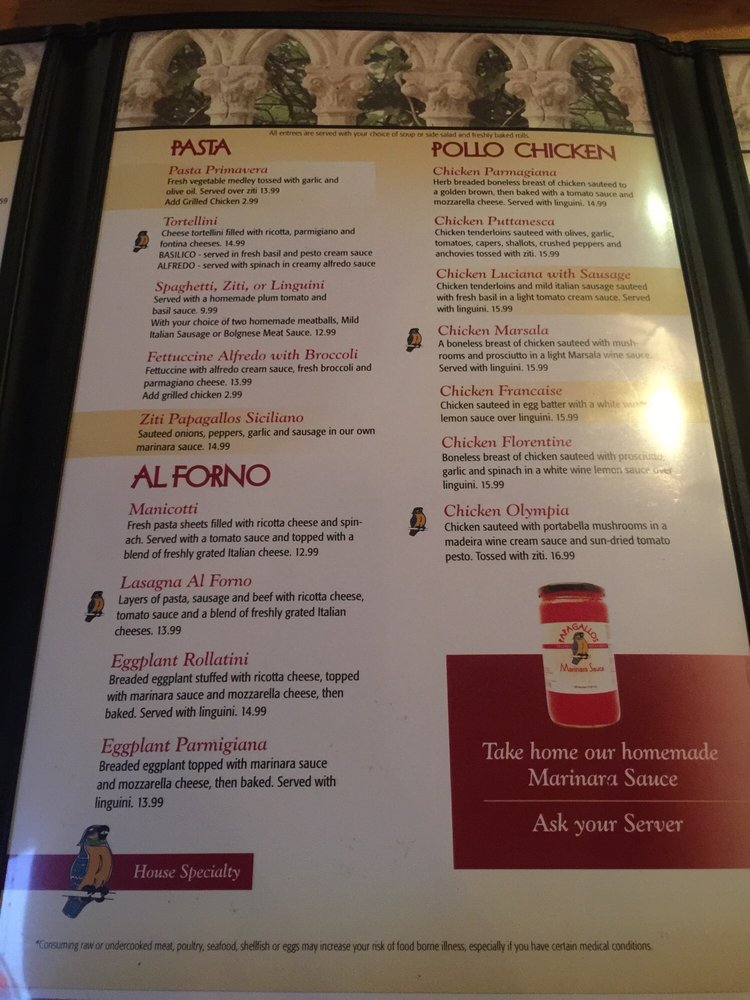 All entrees are served with your choice of soup or side salad and freshly baked rolls.
PASTA
Pasta Primavera
Fresh vegetable medley tossed with garlic and
olive oil. Served over ziti 13.99
Add Grilled Chicken 2.99
Tortellini
Cheese tortellini filled with ricotta, parmigiano and
fontina cheeses. 14.99
BASILICO - served in fresh basil and pesto cream sauce
ALFREDO - served with spinach in creamy alfredo sauce
Spaghetti, Ziti, or Linguini
Served with a homemade plum tomato and
basil sauce. 9.99
With your choice of two homemade meatballs, Mild
Italian Sausage or Bolgnese Meat Sauce. 12.99
Fettuccine Alfredo with Broccoli
Fettuccine with alfredo cream sauce, fresh broccoli and
parmagiano cheese. 13.99
Add grilled chicken 2.99
Ziti Papagallos Siciliano
Sauteed onions, peppers, garlic and sausage in our own
marinara sauce. 14.99
AL FORNO
Manicotti
Fresh pasta sheets filled with ricotta cheese and spin-
ach. Served with a tomato sauce and topped with a
blend of freshly grated Italian cheese. 12.99
Lasagna Al Forno
Layers of pasta, sausage and beef with ricotta cheese,
tomato sauce and a blend of freshly grated Italian
cheeses. 13.99
Eggplant Rollatini
Breaded eggplant stuffed with ricotta cheese, topped
with marinara sauce and mozzarella cheese, then
baked. Served with linguini. 14.99
Eggplant Parmigiana
Breaded eggplant topped with marinara sauce
and mozzarella cheese, then baked. Served with
linguini. 13.99
House Specialty
POLLO CHICKEN
Chicken Parmagiana
Herb breaded boneless breast of chicken sauteed to
a golden brown, then baked with a tomato sauce and
mozzarella cheese. Served with linguini. 14.99
Chicken Puttanesca
Chicken tenderloins sauteed with olives, garlic,
tomatoes, capers, shallots, crushed peppers and
anchovies tossed with ziti. 15.99
Chicken Luciana with Sausage
Chicken tenderloins and mild italian sausage sauteed
with fresh basil in a light tomato cream sauce. Served
with linguini. 15.99
Chicken Marsala
A boneless breast of chicken sauteed with mush-
rooms and prosciutto in a light Marsala wine sauce.
Served with linguini. 15.99
Chicken Francaise
Chicken sauteed in egg batter with a white
lemon sauce over linguini. 15.99
Chicken Florentine
Boneless breast of chicken sauteed with prosciutto,
garlic and spinach in a white wine lemon sauce over
linguini. 15.99
Chicken Olympia
Chicken sauteed with portabella mushrooms in a
madeira wine cream sauce and sun-dried tomato
pesto. Tossed with ziti. 16.99
PAPAGALLOS
Marinara Sauce
Take home our homemade
Marinara Sauce
Ask your Server
*Consuming raw or undercooked meat, poultry, seafood, shellfish or eggs may increase your risk of food borne illness, especially if you have certain medical conditions.